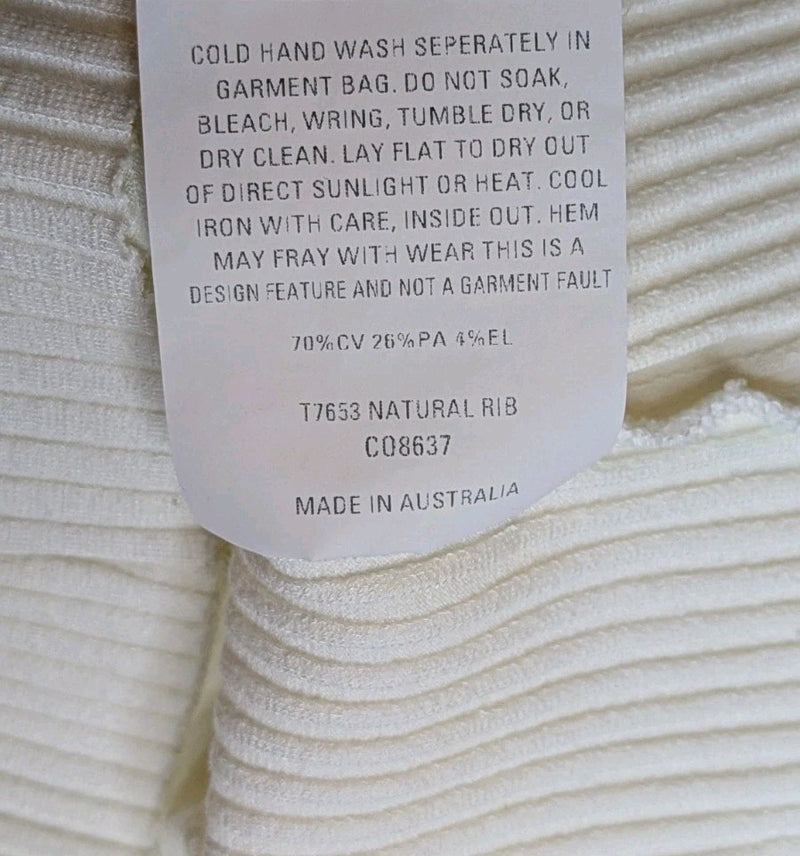 COLD HAND WASH SEPERATELY IN
GARMENT BAG. DO NOT SOAK,
BLEACH, WRING, TUMBLE DRY, OR
DRY CLEAN. LAY FLAT TO DRY OUT
OF DIRECT SUNLIGHT OR HEAT. COOL
IRON WITH CARE, INSIDE OUT. HEM
MAY FRAY WITH WEAR THIS IS A
DESIGN FEATURE AND NOT A GARMENT FAULT
70%CV 26%PA 4%EL
T7653 NATURAL RIB
C08637
MADE IN AUSTRALIA